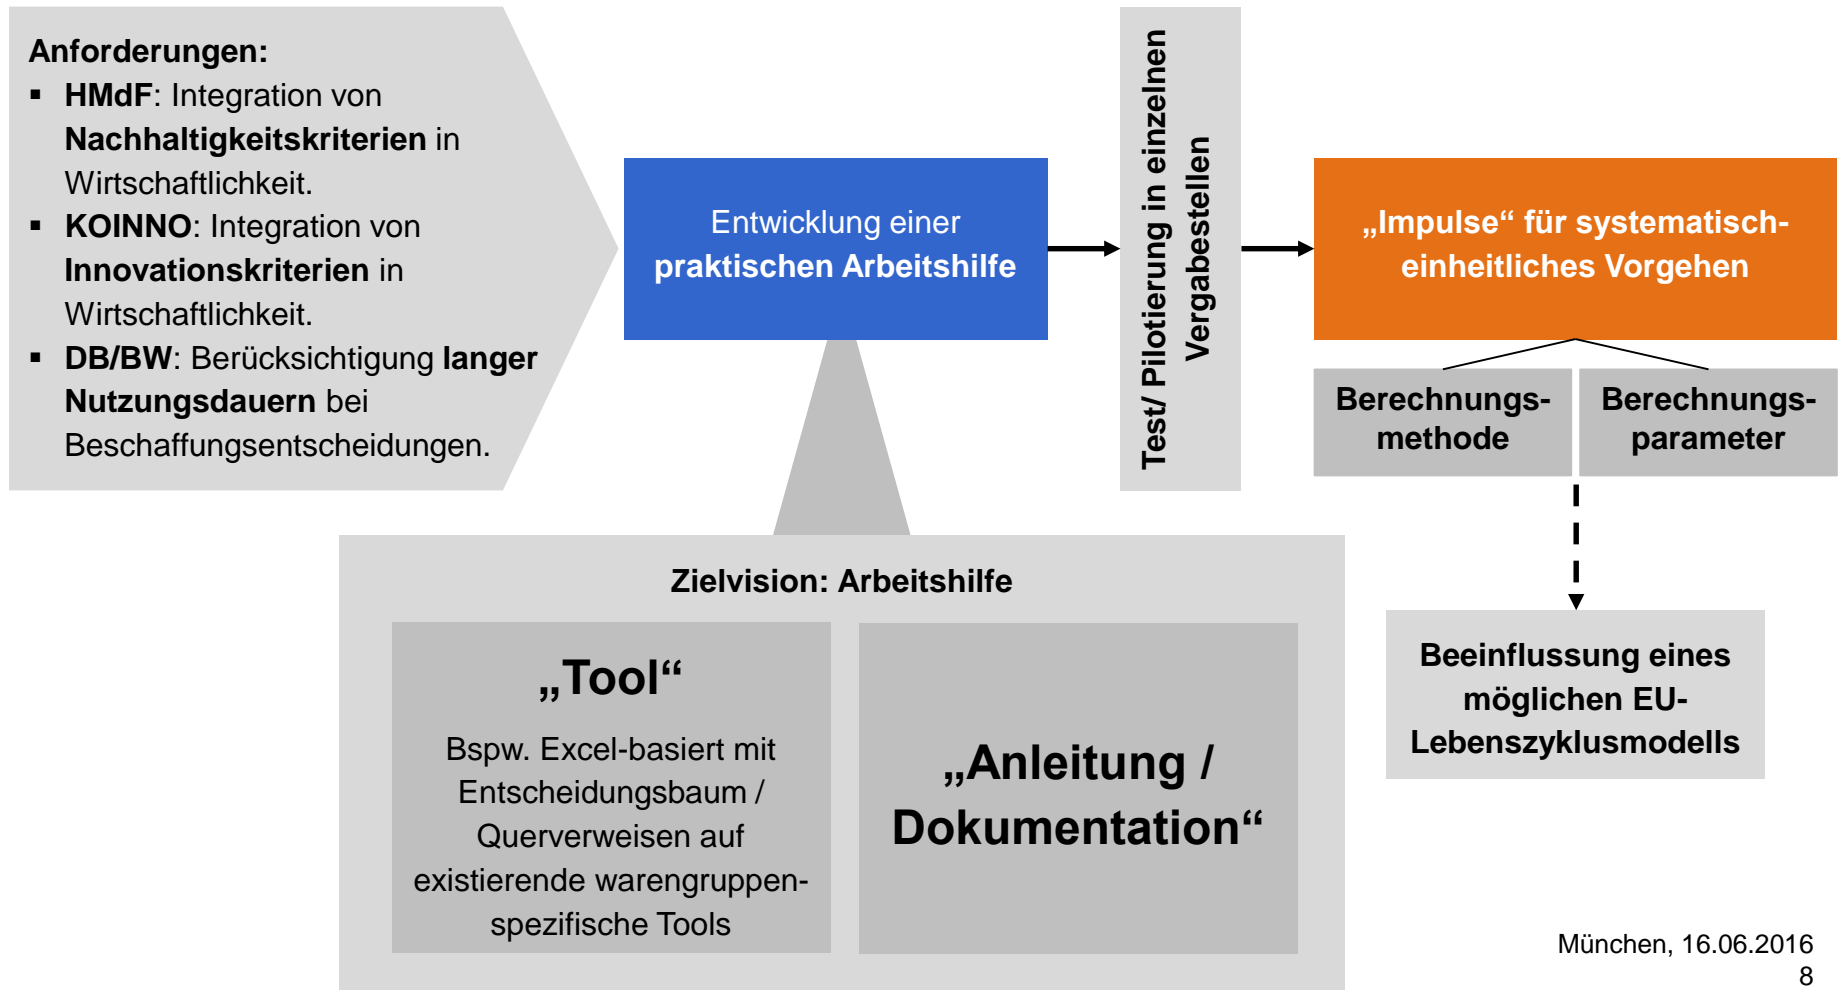 Anforderungen:
▪ HMdF: Integration von
Nachhaltigkeitskriterien in
Wirtschaftlichkeit.
▪ KOINNO: Integration von
Innovationskriterien in
Wirtschaftlichkeit.
▪ DB/BW: Berücksichtigung langer
Nutzungsdauern bei
Beschaffungsentscheidungen.
Entwicklung einer
praktischen Arbeitshilfe
Test/ Pilotierung in einzelnen
Vergabestellen
„Impulse“ für systematisch-
einheitliches Vorgehen
Berechnungs-
methode
Berechnungs-
parameter
Beeinflussung eines
möglichen EU-
Lebenszyklusmodells
Zielvision: Arbeitshilfe
„Tool“
Bspw. Excel-basiert mit
Entscheidungsbaum /
Querverweisen auf
existierende warengruppen-
spezifische Tools
„Anleitung /
Dokumentation“
München, 16.06.2016
8